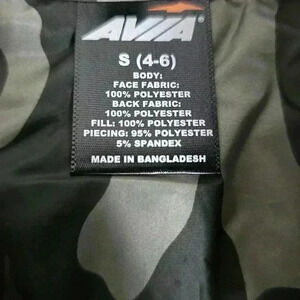 AVIA
S (4-6)
BODY:
FACE FABRIC:
100% POLYESTER
BACK FABRIC:
100% POLYESTER
FILL: 100% POLYESTER
PIECING: 95% POLYESTER
5% SPANDEX
MADE IN BANGLADESH